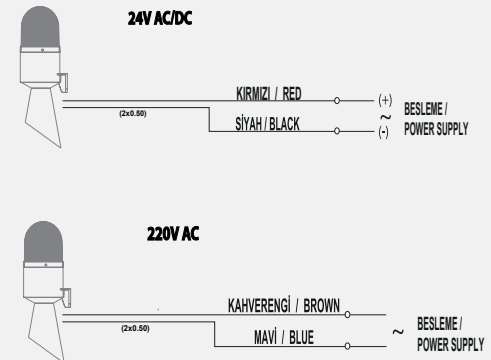 24V AC/DC
KIRMIZI / RED
(+)
(2x0.50)
~
BESLEME /
POWER SUPPLY
SİYAH / BLACK
(-)
220V AC
KAHVERENGİ / BROWN
(2x0.50)
~
BESLEME /
POWER SUPPLY
MAVİ / BLUE